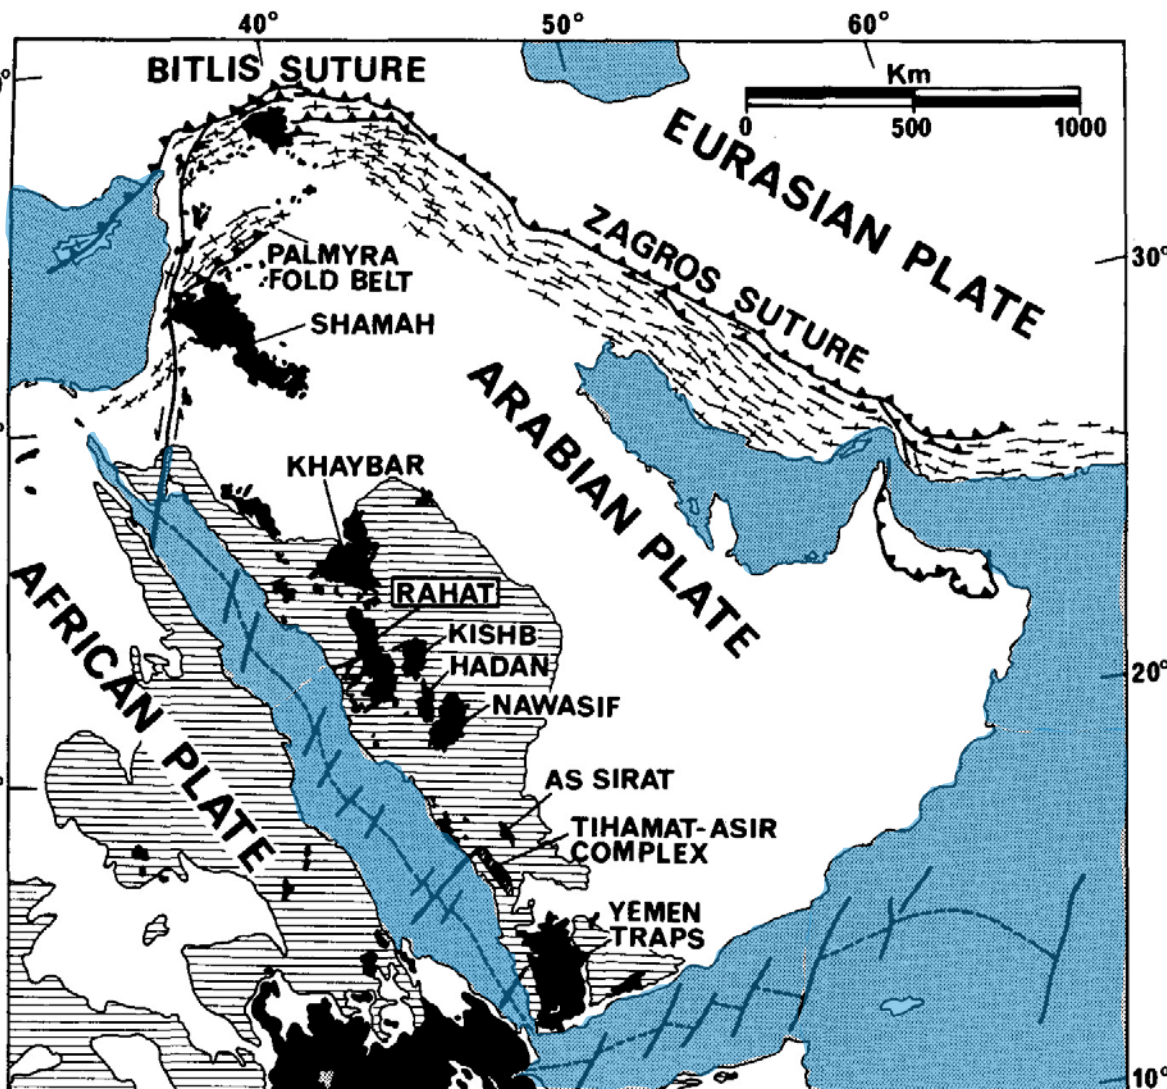 40° 50° 60°
BITLIS SUTURE
Km
0 500 1000
EURASIAN PLATE
ZAGROS SUTURE
30°
PALMYRA
FOLD BELT
SHAMAH
ARABIAN PLATE
KHAYBAR
AFRICAN PLATE
RAHAT
KISHB
HADAN
NAWASIF
20°
AS SIRAT
TIHAMAT-ASIR
COMPLEX
YEMEN
TRAPS
10°